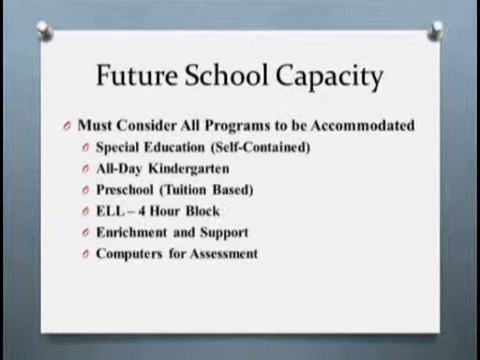 Future School Capacity
Must Consider All Programs to be Accommodated
Special Education (Self-Contained)
All-Day Kindergarten
Preschool (Tuition Based)
ELL – 4 Hour Block
Enrichment and Support
Computers for Assessment